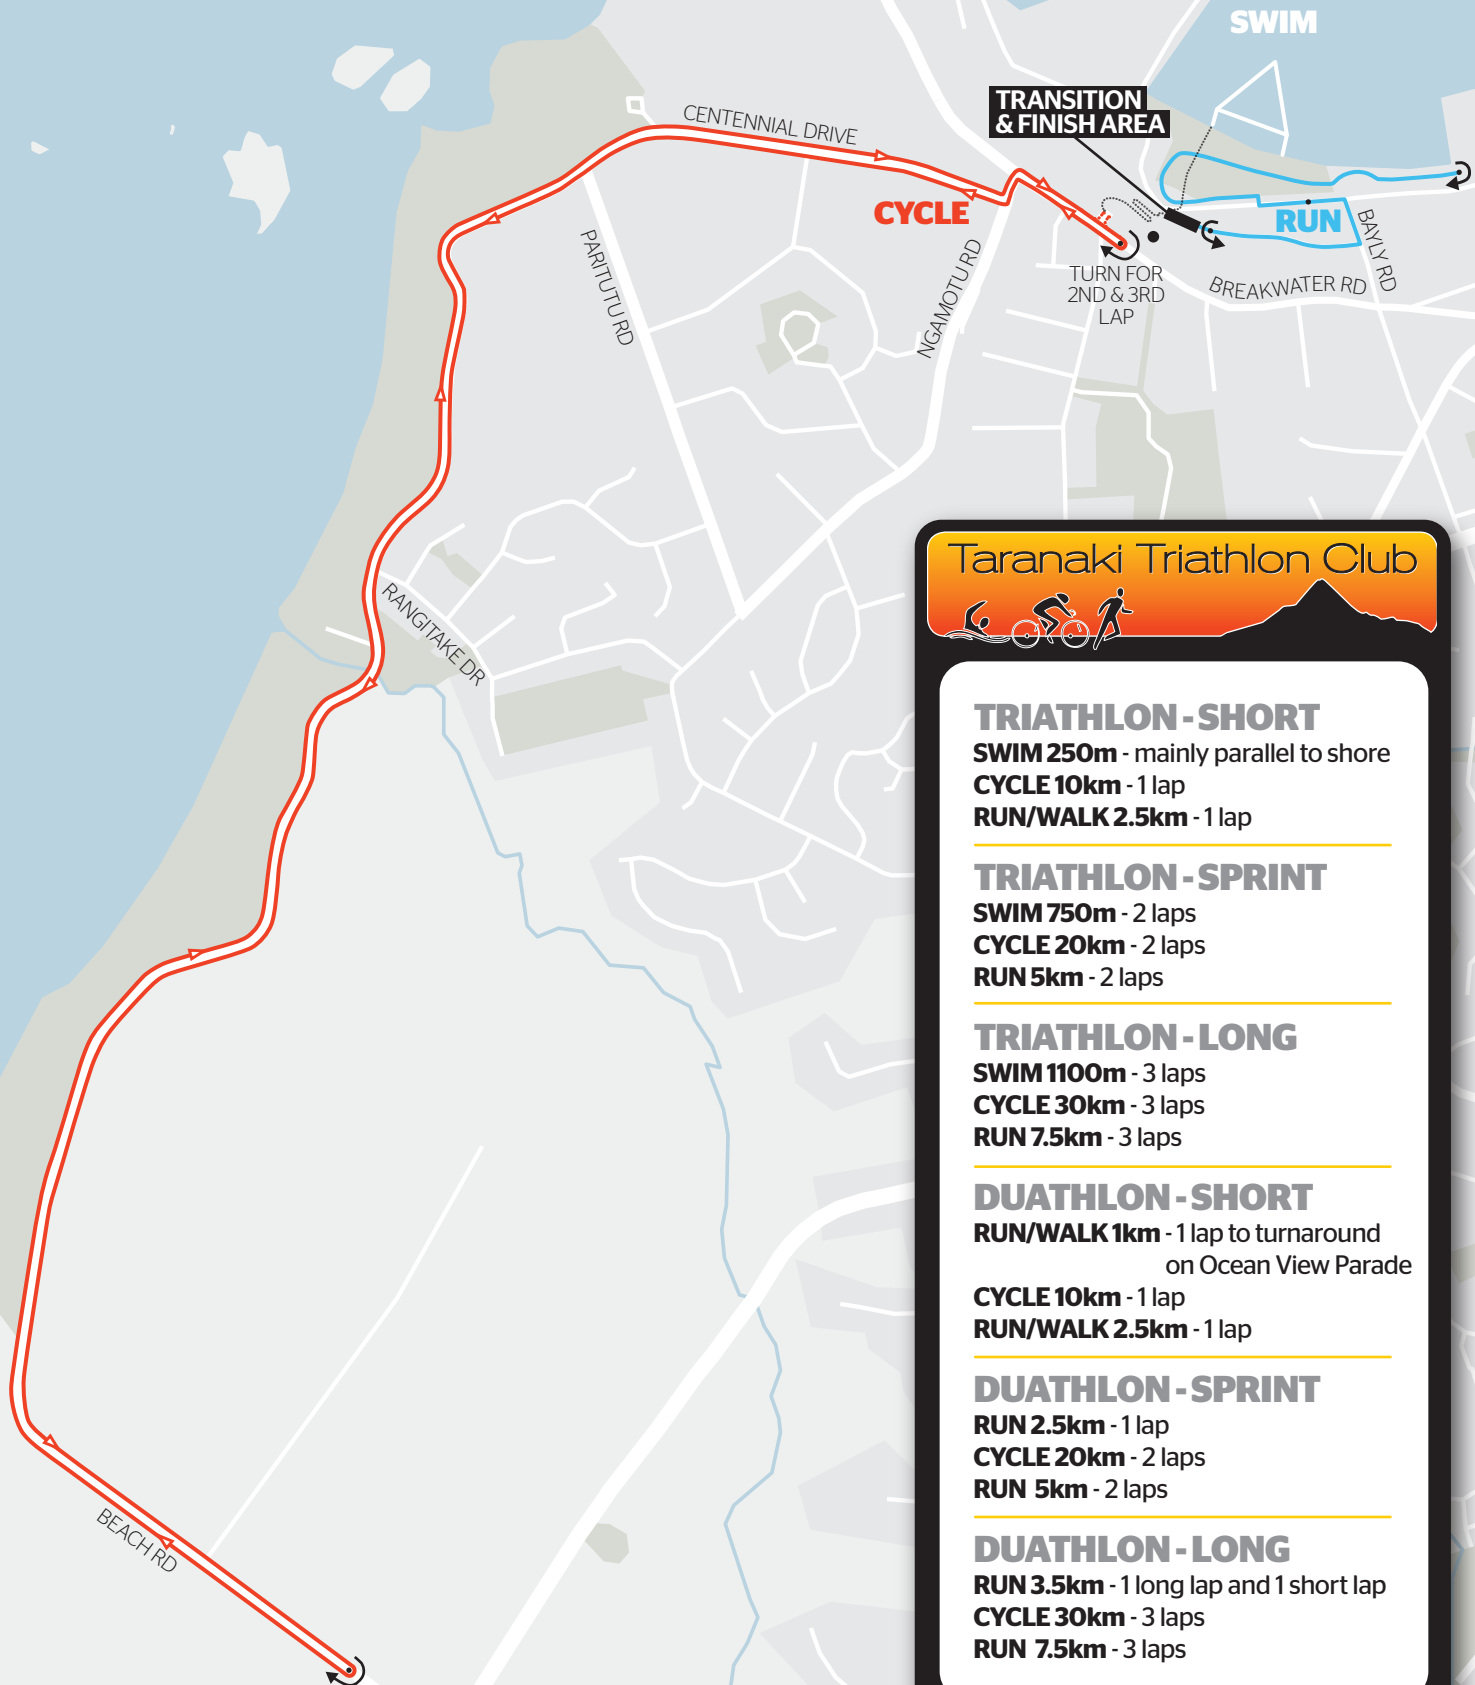 SWIM
TRANSITION
& FINISH AREA
CENTENNIAL DRIVE
CYCLE
RUN
BAYLY RD
PARITUTU RD
NGAMOTU RD
TURN FOR
2ND & 3RD
LAP
BREAKWATER RD
RANGITAKE DR
BEACH RD
Taranaki Triathlon Club
TRIATHLON - SHORT
SWIM 250m - mainly parallel to shore
CYCLE 10km - 1 lap
RUN/WALK 2.5km - 1 lap
TRIATHLON - SPRINT
SWIM 750m - 2 laps
CYCLE 20km - 2 laps
RUN 5km - 2 laps
TRIATHLON - LONG
SWIM 1100m - 3 laps
CYCLE 30km - 3 laps
RUN 7.5km - 3 laps
DUATHLON - SHORT
RUN/WALK 1km - 1 lap to turnaround
on Ocean View Parade
CYCLE 10km - 1 lap
RUN/WALK 2.5km - 1 lap
DUATHLON - SPRINT
RUN 2.5km - 1 lap
CYCLE 20km - 2 laps
RUN 5km - 2 laps
DUATHLON - LONG
RUN 3.5km - 1 long lap and 1 short lap
CYCLE 30km - 3 laps
RUN 7.5km - 3 laps